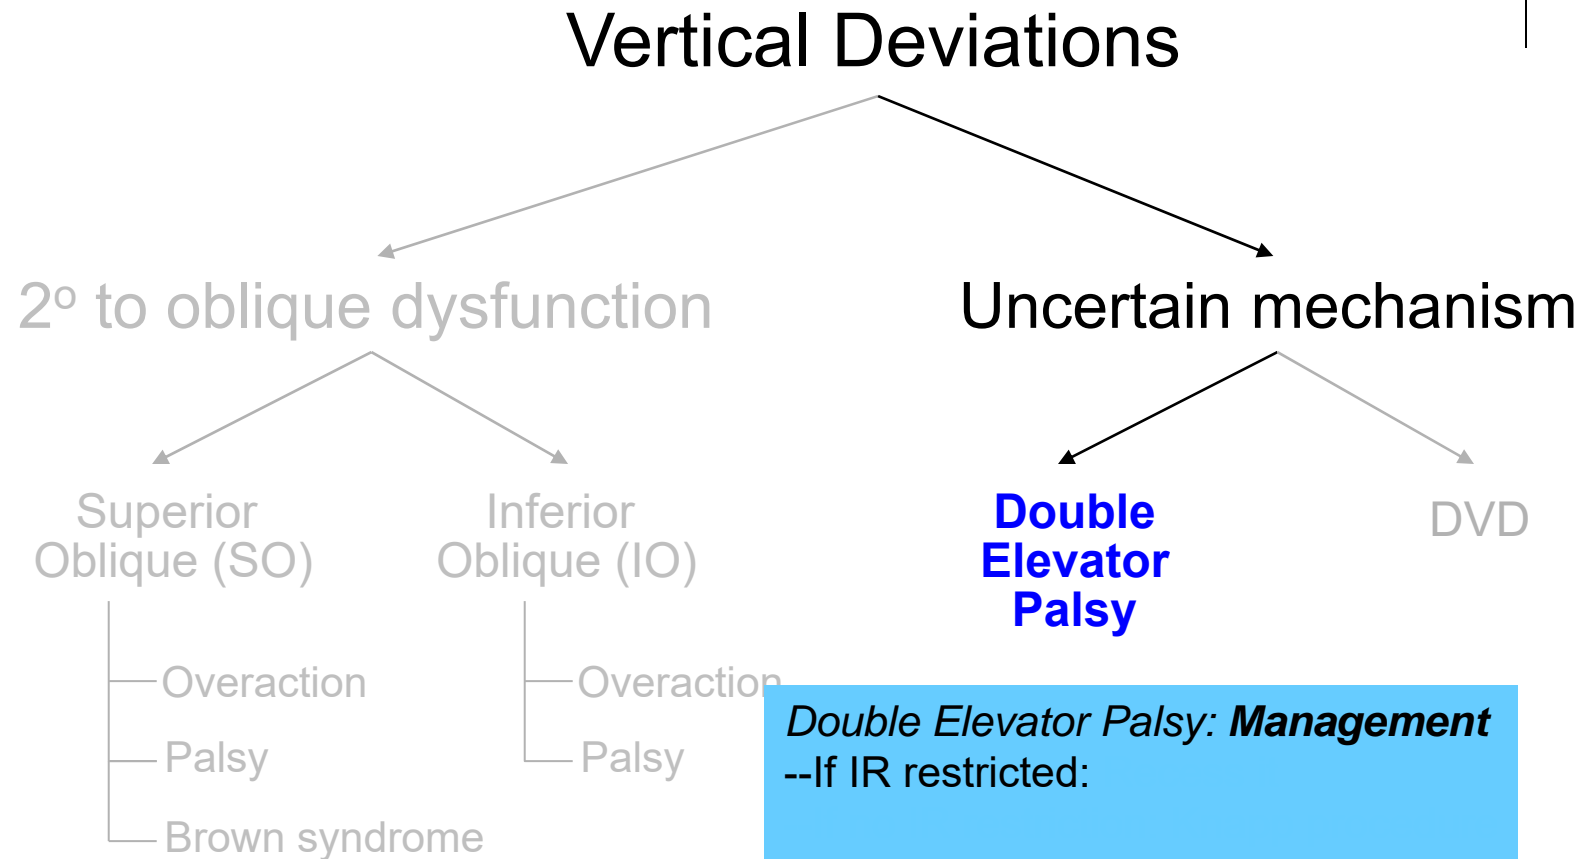 Vertical Deviations
2º to oblique dysfunction
Uncertain mechanism
Superior
Oblique (SO)
Inferior
Oblique (IO)
Double
Elevator
Palsy
DVD
Overaction
Palsy
Brown syndrome
Overaction
Palsy
Double Elevator Palsy: Management
--If IR restricted: